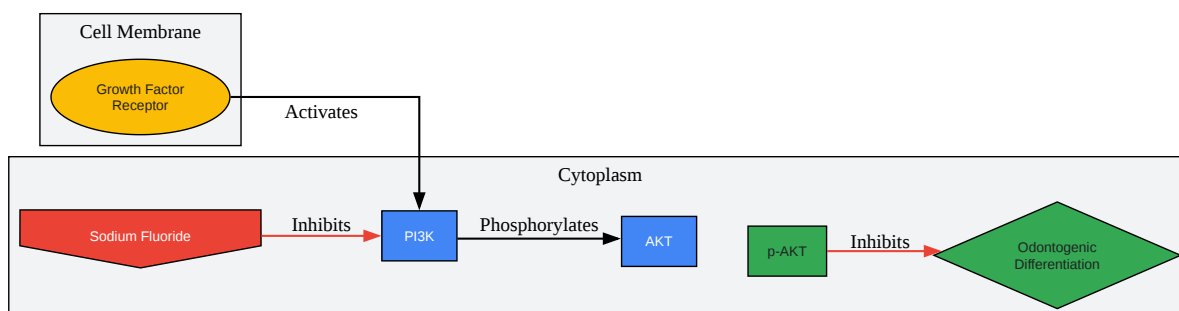 Cell Membrane
Growth Factor
Receptor
Activates
Cytoplasm
Sodium Fluoride
Inhibits
PI3K
Phosphorylates
AKT
p-AKT
Inhibits
Odontogenic
Differentiation